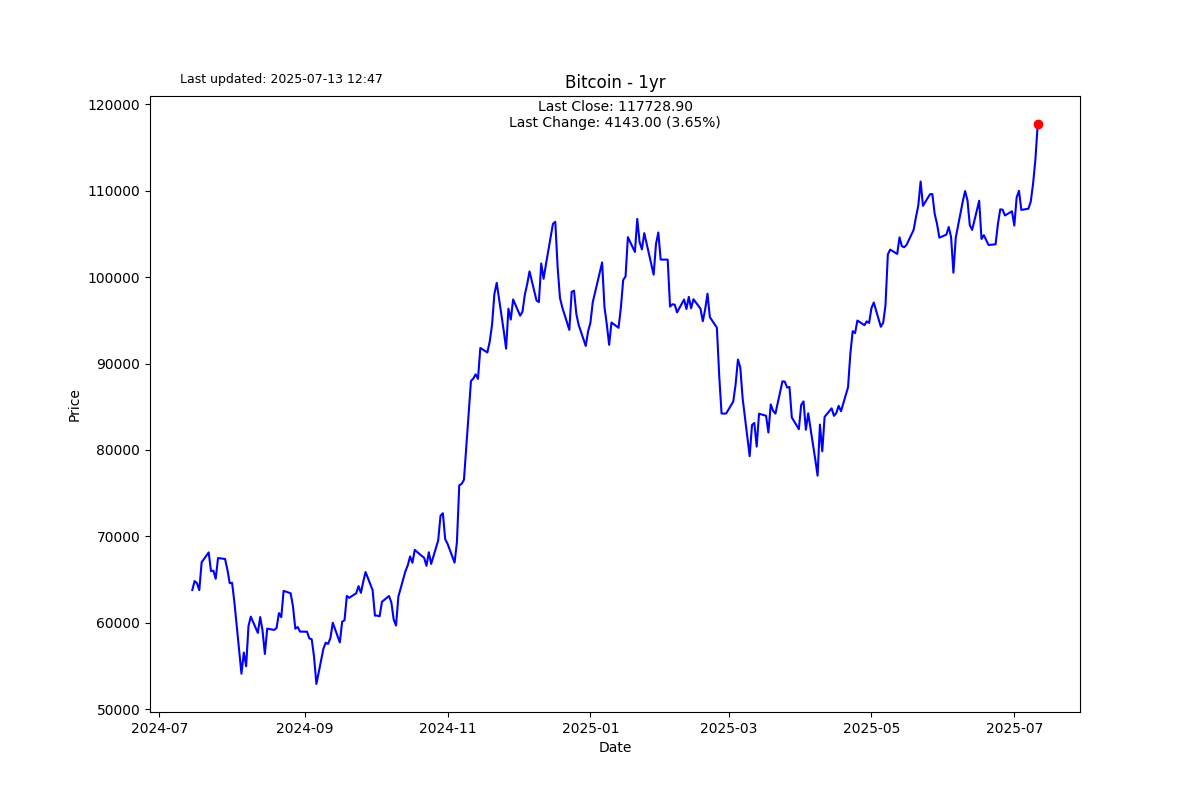 Last updated: 2025-07-13 12:47
Bitcoin - 1yr
Last Close: 117728.90
Last Change: 4143.00 (3.65%)
120000
110000
100000
90000
80000
70000
60000
50000
Price
2024-07
2024-09
2024-11
2025-01
2025-03
2025-05
2025-07
Date